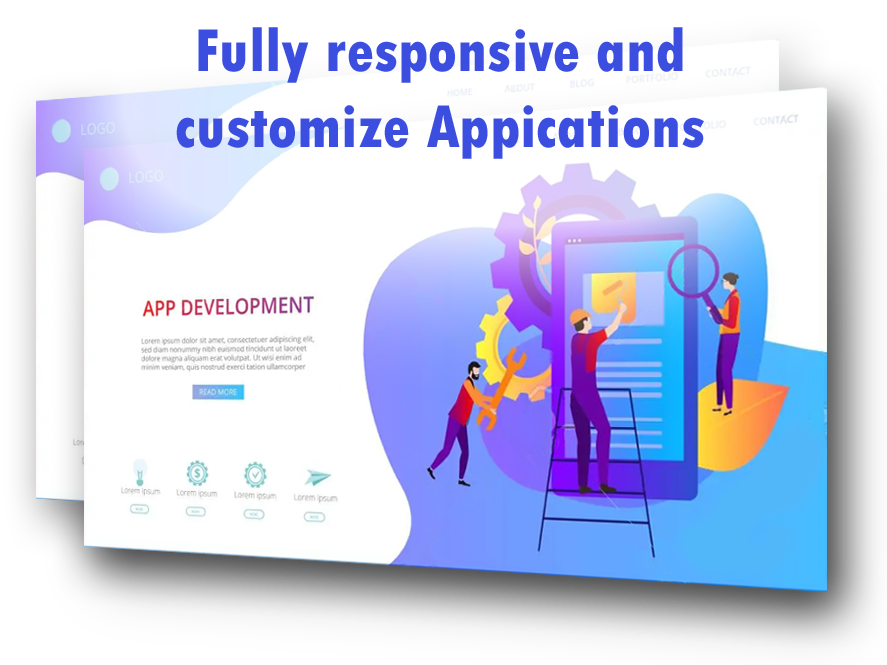 Fully responsive and
customize Appications
HOME ABOUT BLOG PORTFOLIO CONTACT
LOGO
CONTACT
LOGO
APP DEVELOPMENT
Lorem ipsum dolor sit amet, consectetuer adipiscing elit,
sed diam nonummy nibh euismod tincidunt ut laoreet
dolore magna aliquam erat volutpat. Ut wisi enim ad
minim veniam, quis nostrud exerci tation ullamcorper
READ MORE
Lorem ipsum Lorem ipsum Lorem ipsum Lorem ipsum